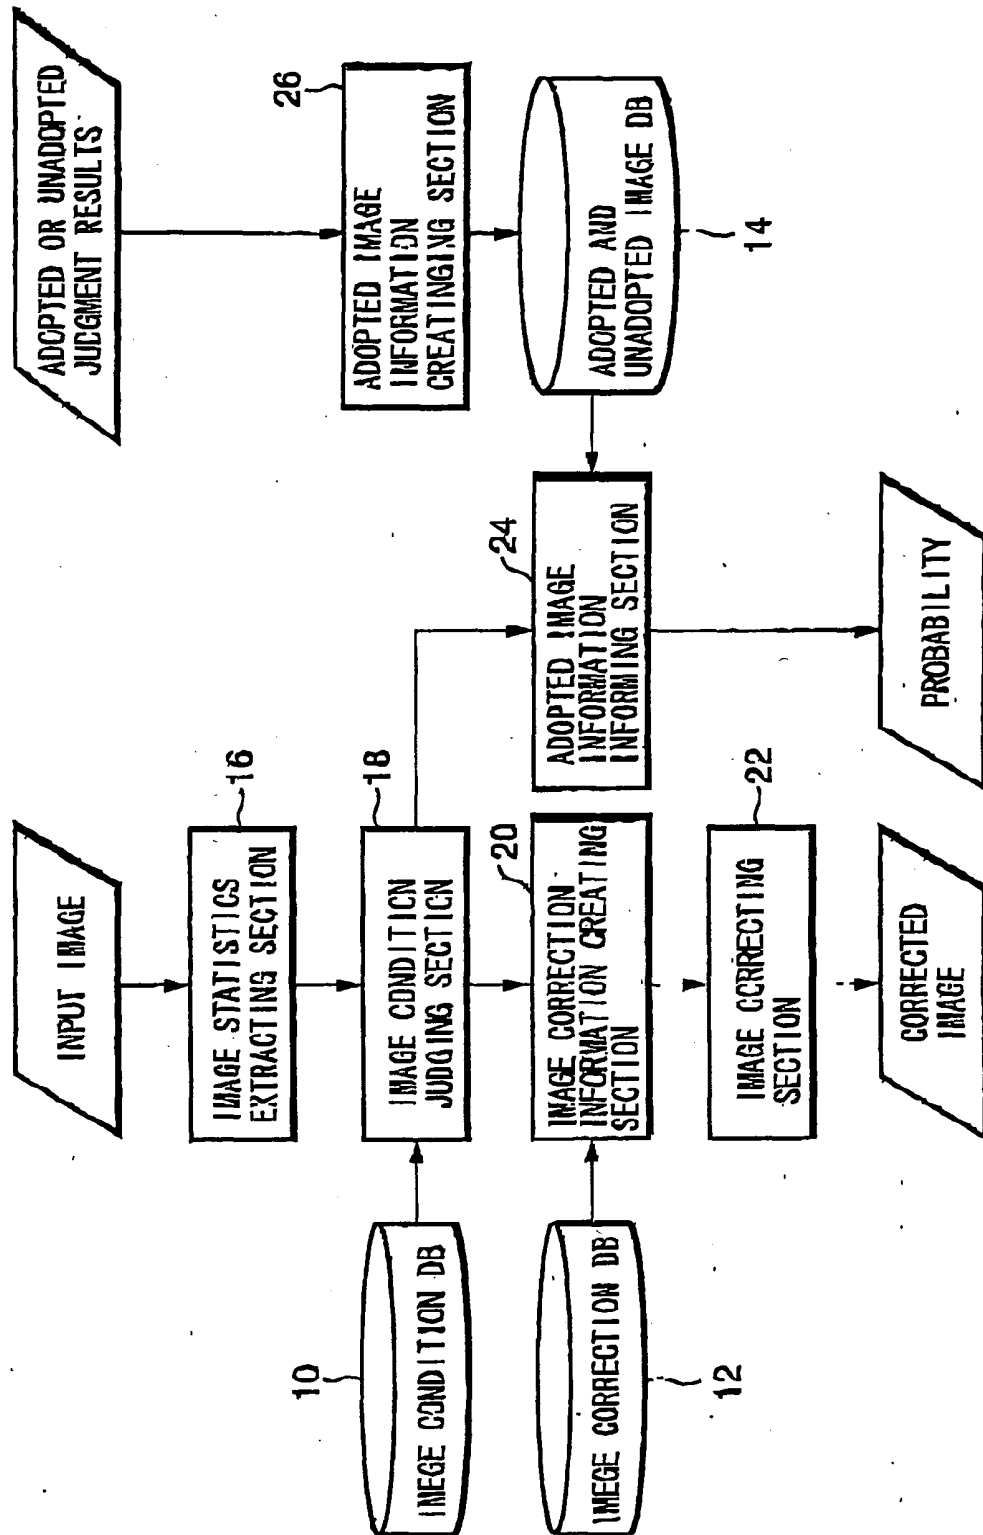 INPUT IMAGE
16
IMAGE STATISTICS
EXTRACTING SECTION
10
IMEGE CONDITION DB
18
IMAGE CONDITION
JUDGING SECTION
12
IMEGE CORRECTION DB
20
IMAGE CORRECTION
INFORMATION CREATING
SECTION
22
IMAGE CORRECTING
SECTION
CORRECTED
IMAGE
24
ADOPTED IMAGE
INFORMATION
INFORMING SECTION
PROBABILITY
ADOPTED OR UNADOPTED
JUDGMENT RESULTS
26
ADOPTED IMAGE
INFORMATION
CREATINGING SECTION
ADOPTED AND
UNADOPTED IMAGE DB
14